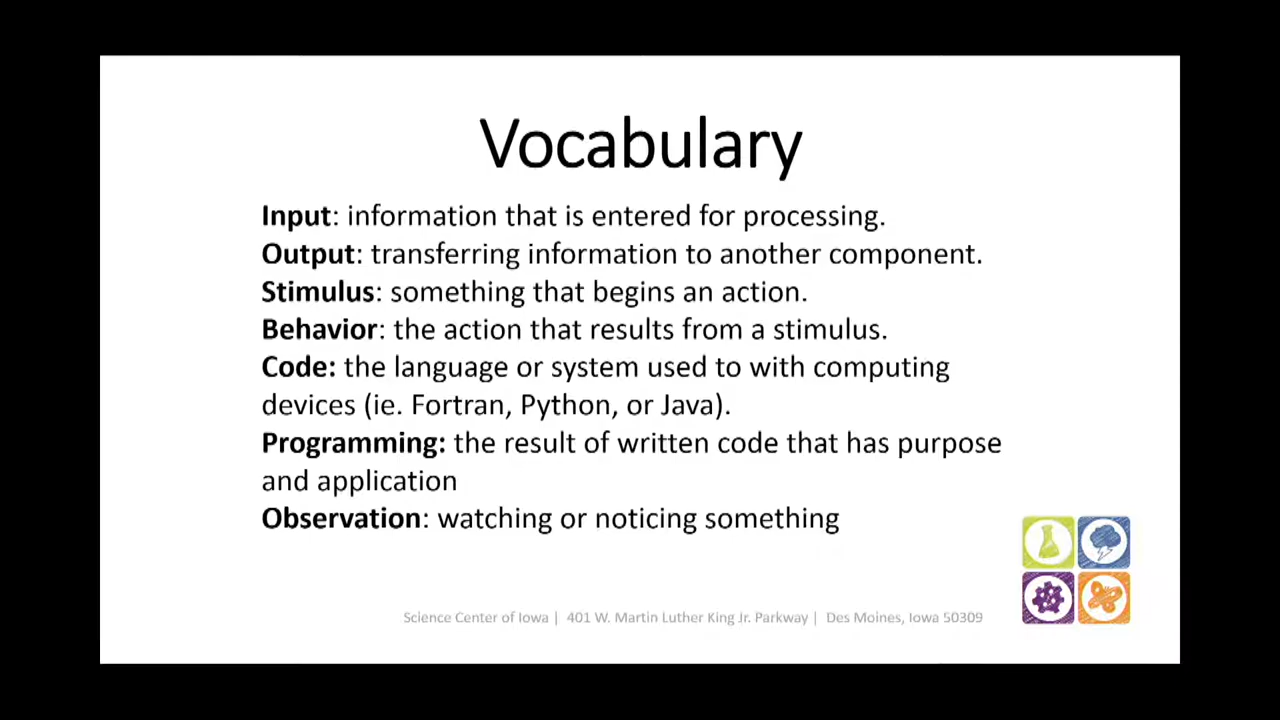 Vocabulary
Input: information that is entered for processing.
Output: transferring information to another component.
Stimulus: something that begins an action.
Behavior: the action that results from a stimulus.
Code: the language or system used to with computing
devices (ie. Fortran, Python, or Java).
Programming: the result of written code that has purpose
and application
Observation: watching or noticing something
Science Center of Iowa | 401 W. Martin Luther King Jr. Parkway | Des Moines, Iowa 50309